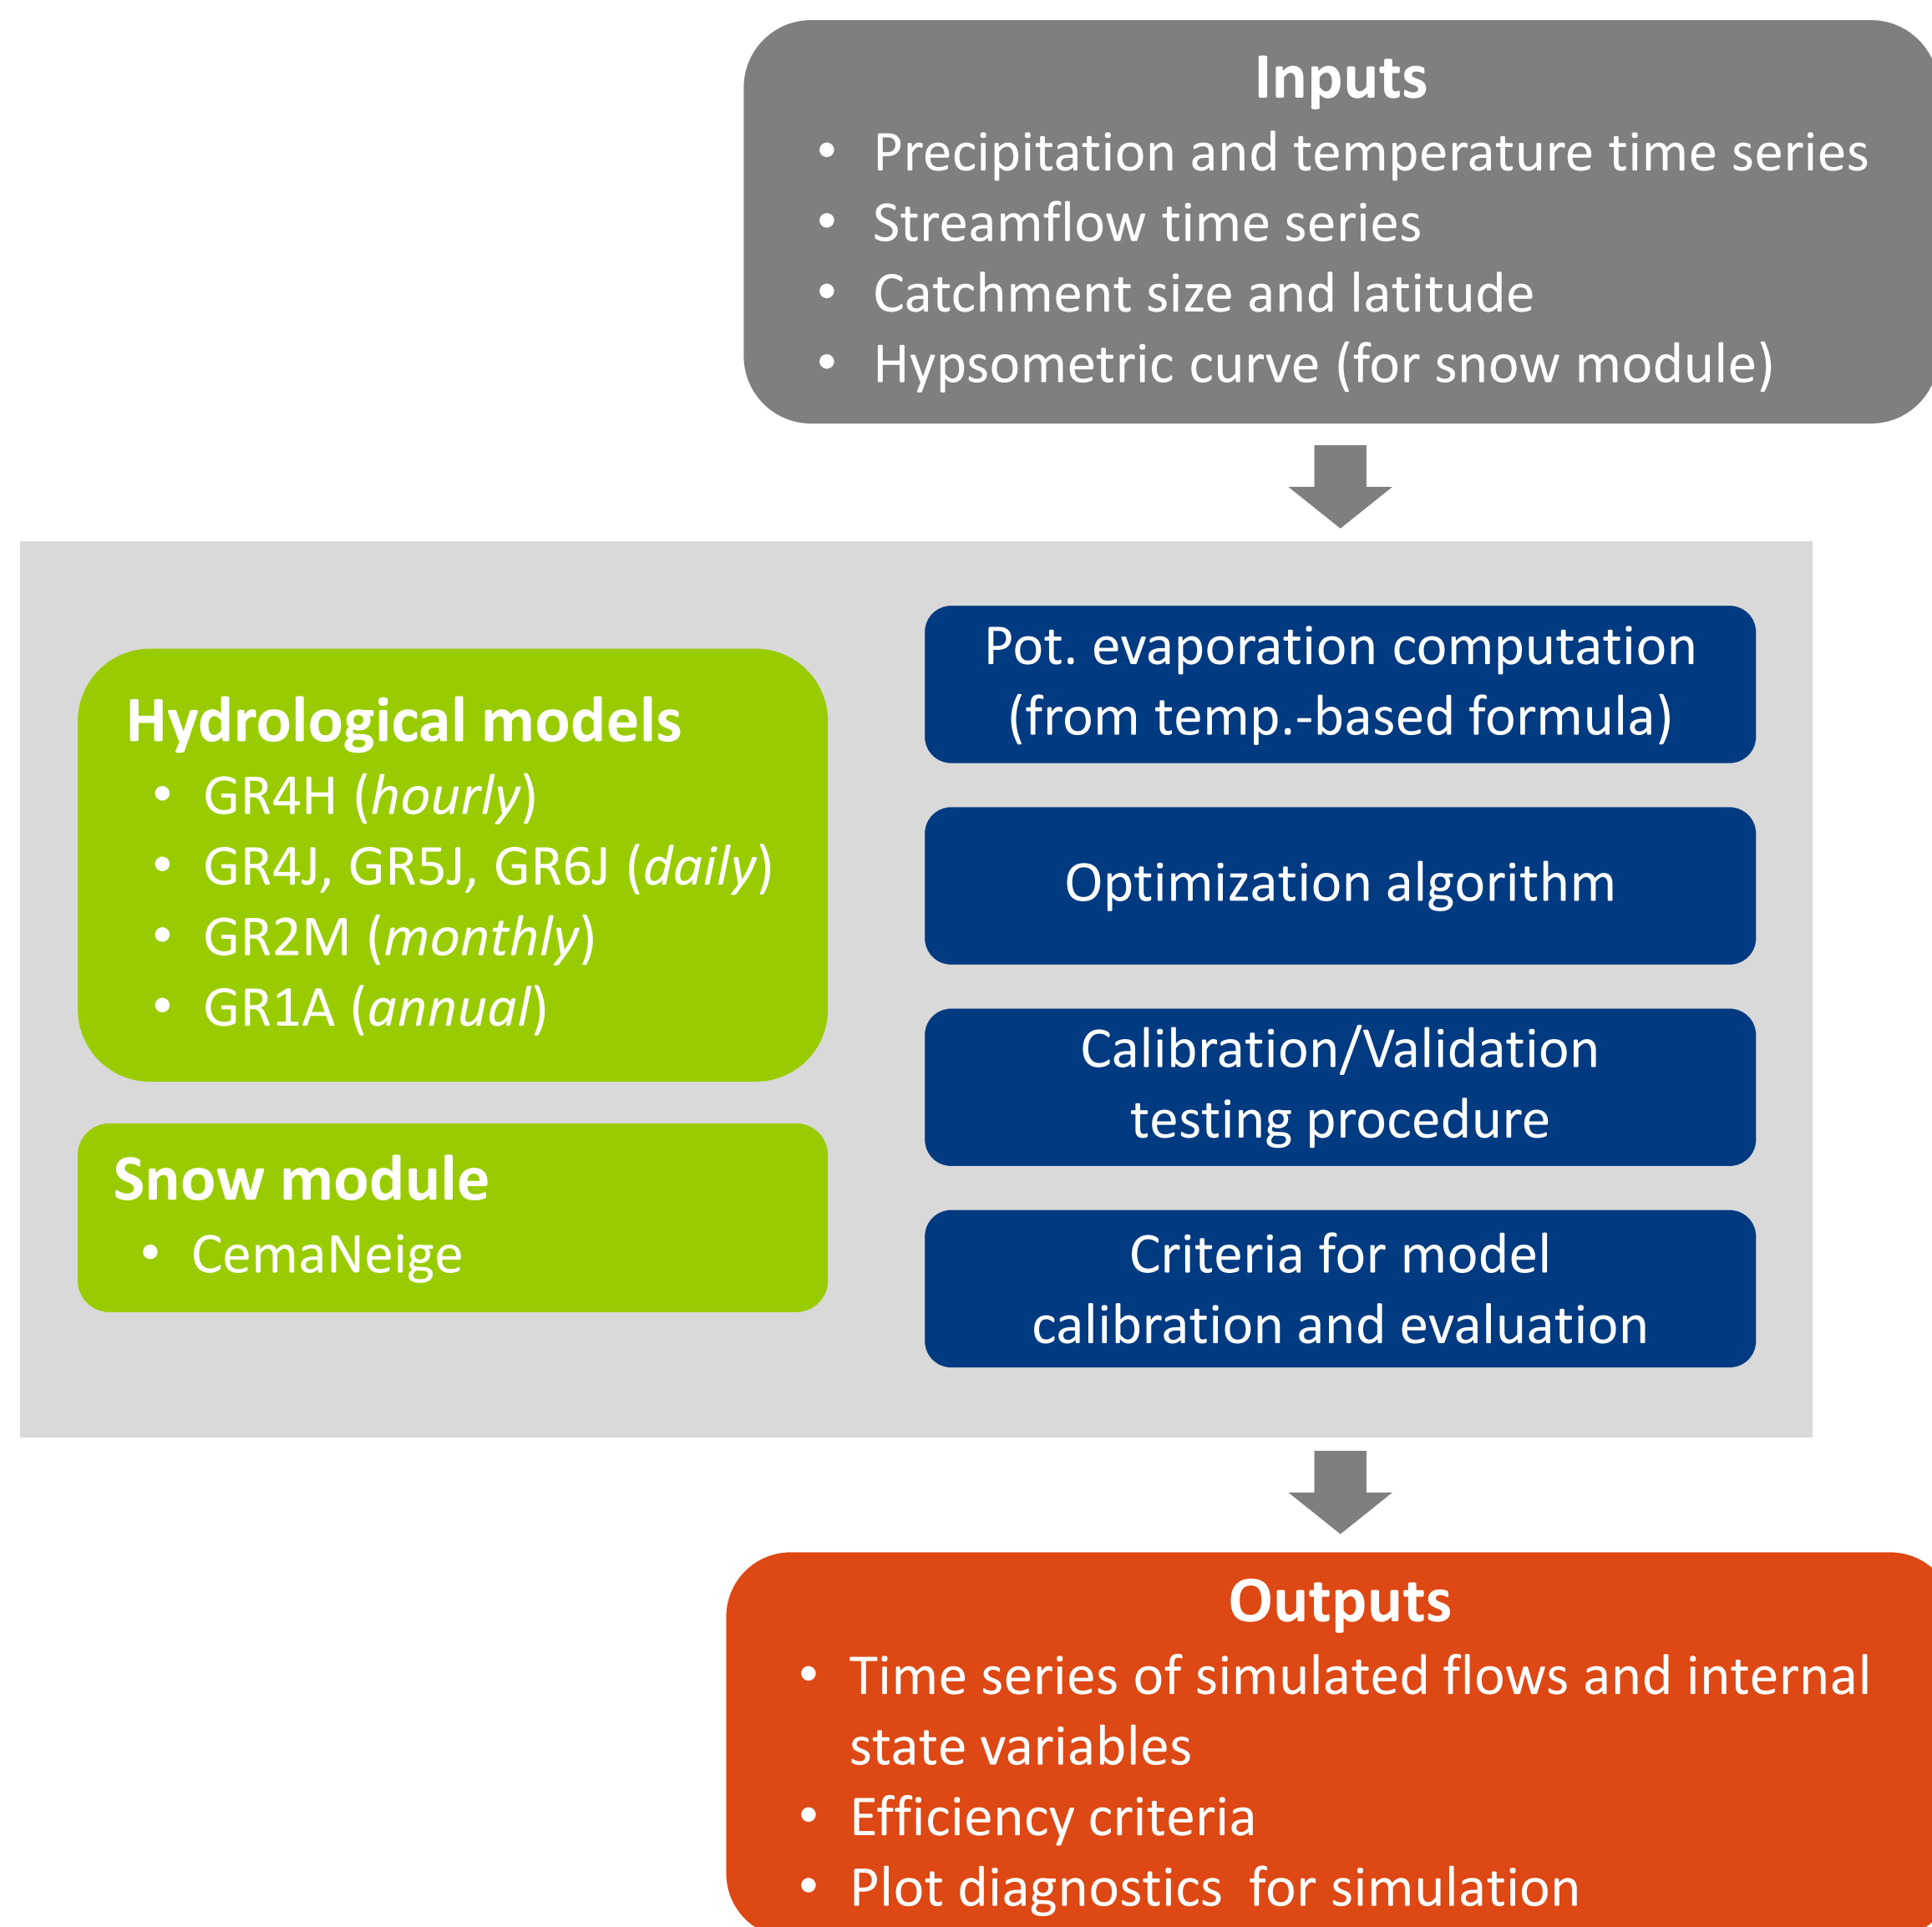 Inputs
• Precipitation and temperature time series
• Streamflow time series
• Catchment size and latitude
• Hypsometric curve (for snow module)
Hydrological models
• GR4H (hourly)
• GR4J, GR5J, GR6J (daily)
• GR2M (monthly)
• GR1A (annual)
Snow module
• CemaNeige
Pot. evaporation computation
(from temp.-based formula)
Optimization algorithm
Calibration/Validation
testing procedure
Criteria for model
calibration and evaluation
Outputs
• Time series of simulated flows and internal
state variables
• Efficiency criteria
• Plot diagnostics for simulation